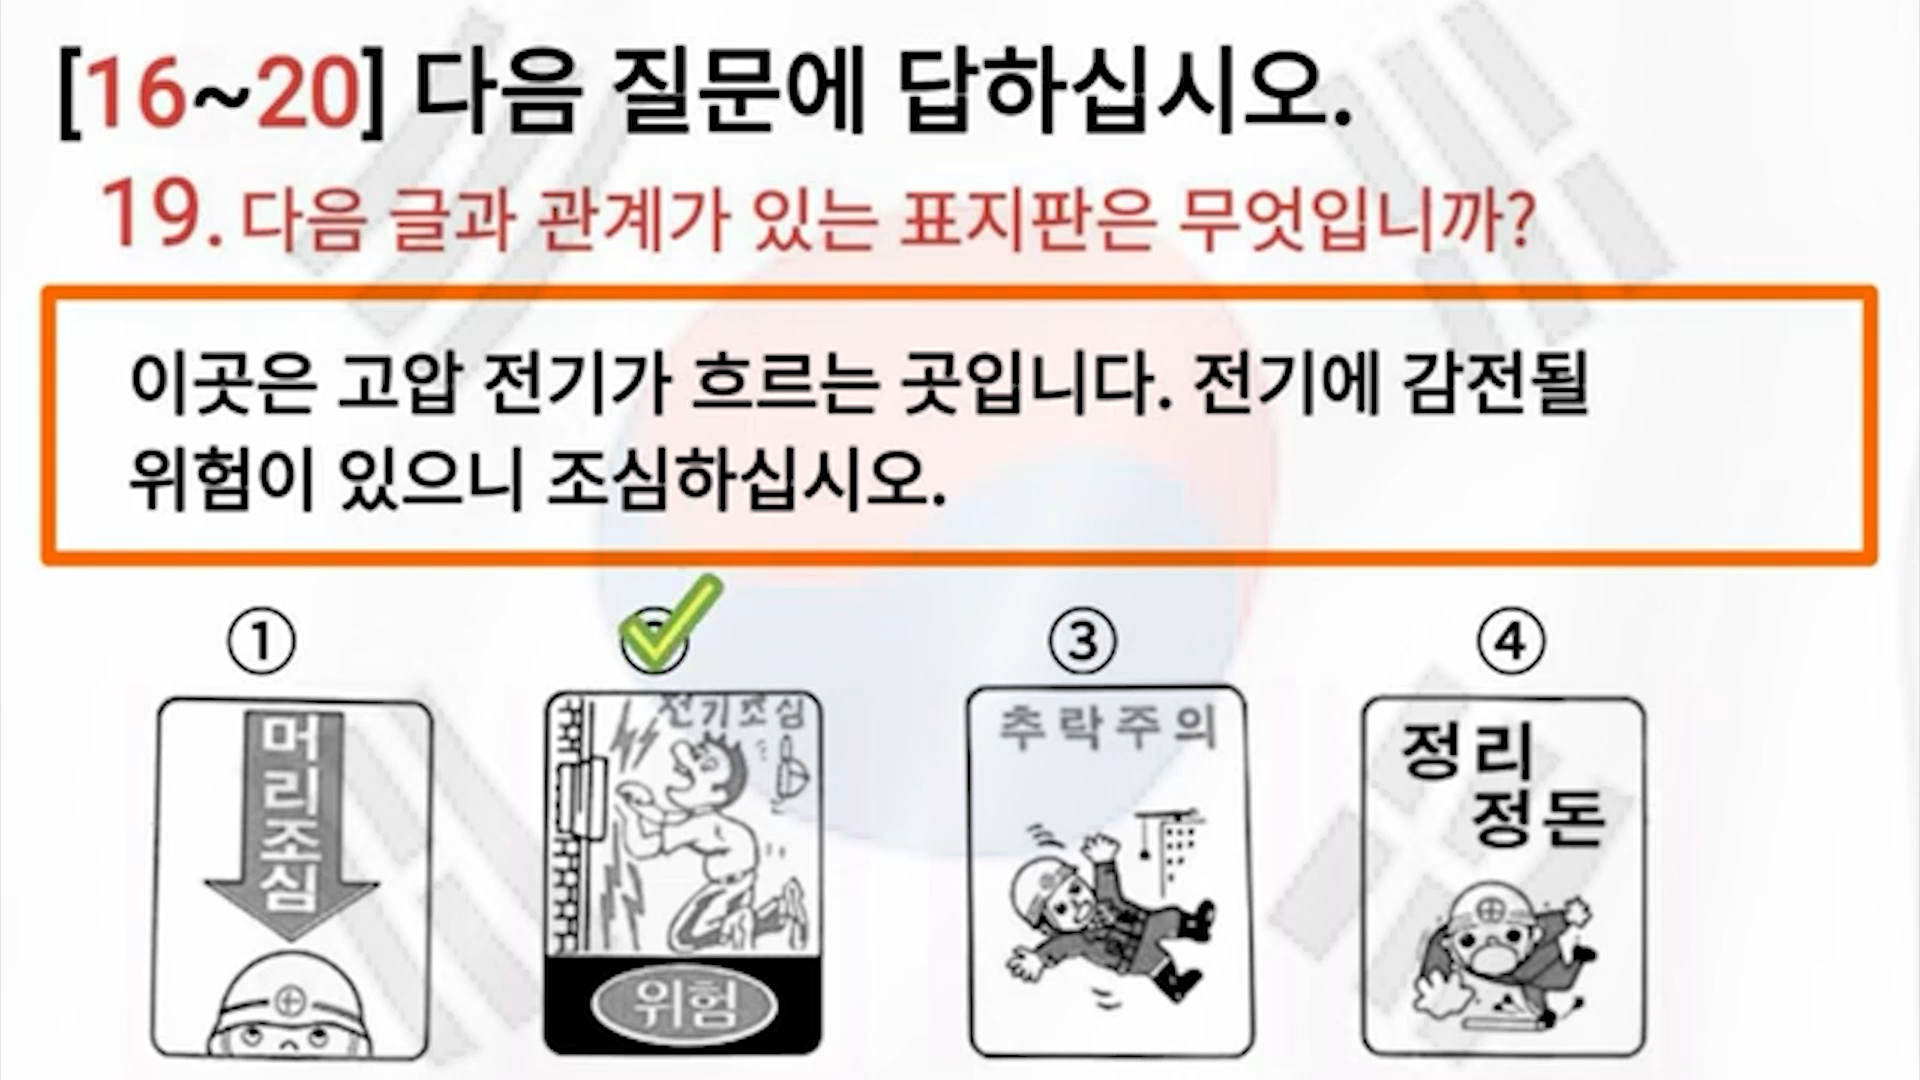 [16~20] 다음 질문에 답하십시오.
19. 다음 글과 관계가 있는 표지판은 무엇입니까?
이곳은 고압 전기가 흐르는 곳입니다. 전기에 감전될
위험이 있으니 조심하십시오.
①
③
④
머리조심
전기조심
위험
추락주의
정리
정돈